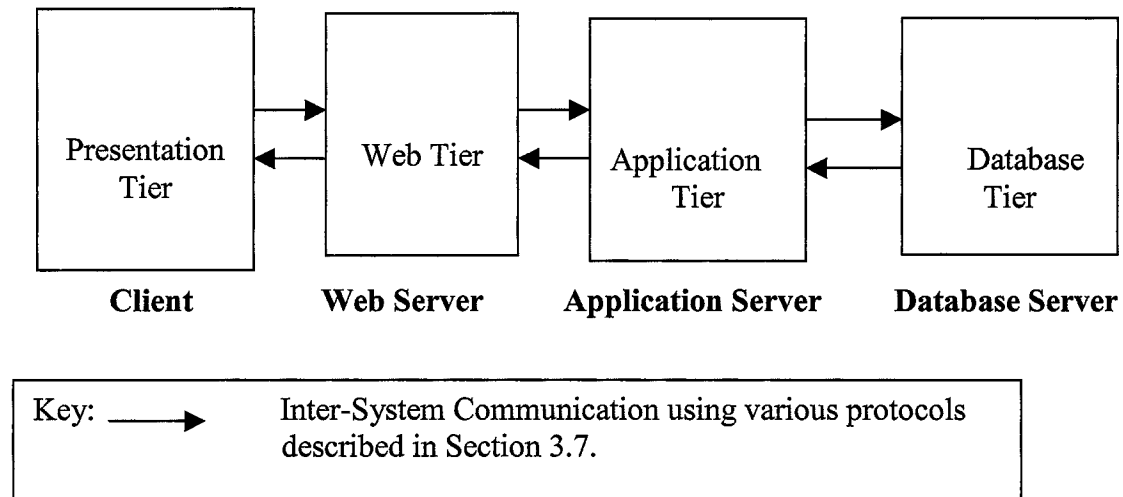 Presentation
Tier
Web Tier
Application
Tier
Database
Tier
Client
Web Server
Application Server
Database Server
Key:
Inter-System Communication using various protocols
described in Section 3.7.